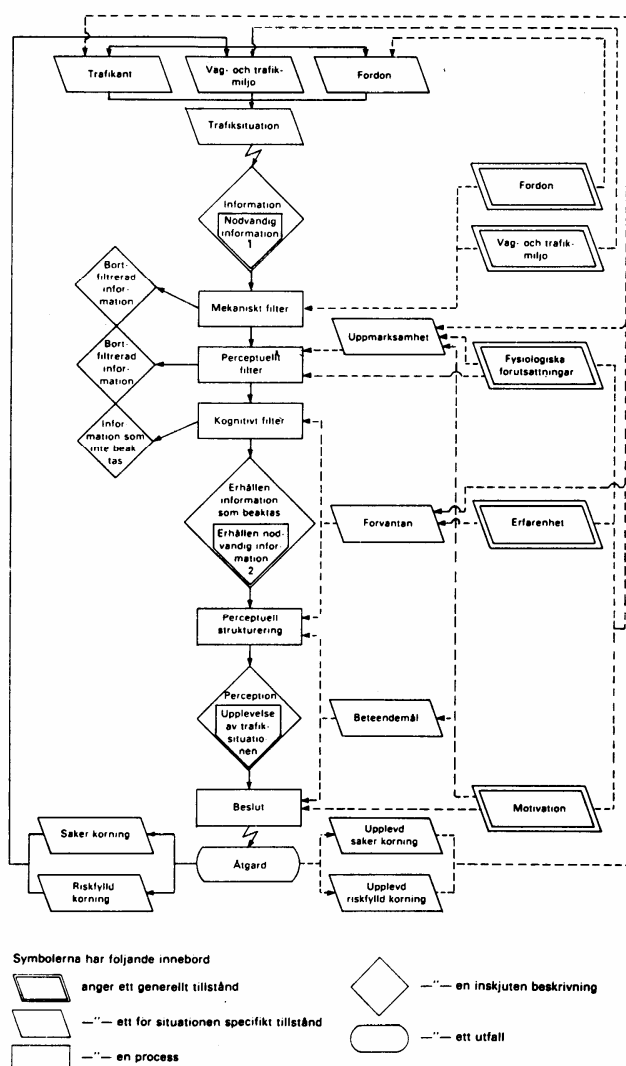 Trafikant
Vag- och trafik-
miljo
Fordon
Trafiksituation
Information
Nodvandig
information
1
Fordon
Vag- och trafik-
miljo
Bort-
filtrerad
infor-
mation
Mekaniskt filter
Uppmarksamhet
Bort-
filtrerad
infor-
mation
Perceptuellt
filter
Fysiologiska
forutsattningar
Kognitivt filter
Infor
mation som
inte beak
tas
Erhållen
information
som beaktas
Erhållen nod-
vandig infor-
mation
2
Forvantan
Erfarenhet
Perceptuell
strukturering
Perception
Upplevelse
av trafik-
situatio
nen
Beteendemål
Beslut
Motivation
Saker korning
Riskfylld
korning
Åtgard
Upplevd
saker korning
Upplevd
riskfylld korning
Symbolerna har foljande innebord
anger ett generellt tillstånd
—"— ett för situationen specifikt tillstånd
—"— en process
—"— en inskjuten beskrivning
—"— ett utfall